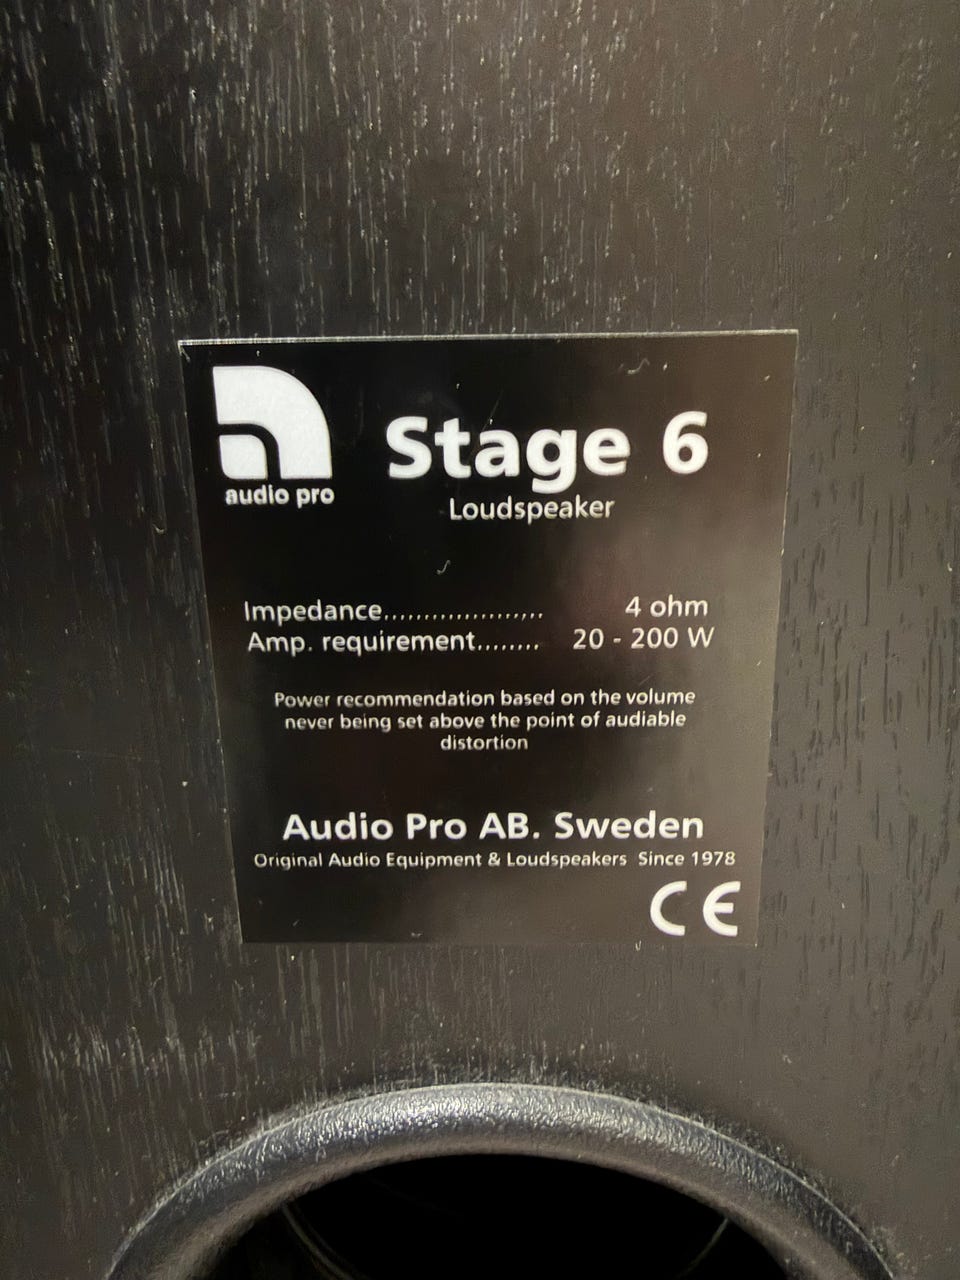 audio pro
Stage 6
Loudspeaker
Impedance................... 4 ohm
Amp. requirement........ 20 - 200 W
Power recommendation based on the volume
never being set above the point of audiable
distortion
Audio Pro AB. Sweden
Original Audio Equipment & Loudspeakers Since 1978
CE